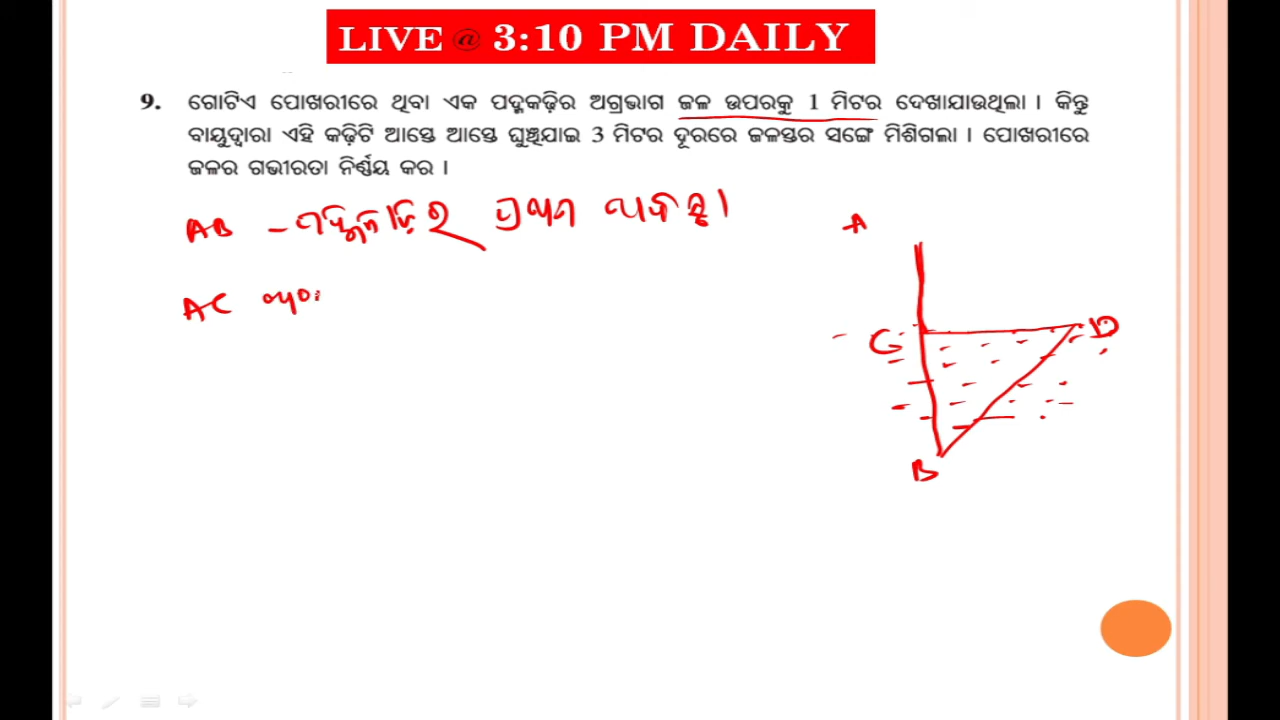 LIVE @ 3:10 PM DAILY
9. ଗୋଟିଏ ପୋଖରୀରେ ଥିବା ଏକ ପଦ୍ମକଢ଼ିର ଅଗ୍ରଭାଗ ଜଳ ଉପରକୁ 1 ମିଟର ଦେଖାଯାଉଥିଲା । କିନ୍ତୁ
ବାୟୁଦ୍ୱାରା ଏହି କଢ଼ିଟି ଆସ୍ତେ ଆସ୍ତେ ଘୁଞ୍ଚିଯାଇ 3 ମିଟର ଦୂରରେ ଜଳସ୍ତର ସଙ୍ଗେ ମିଶିଗଲା । ପୋଖରୀରେ
ଜଳର ଗଭୀରତା ନିର୍ଣ୍ଣୟ କର ।
AB - ପଦ୍ମକଢ଼ିର ପ୍ରଥମ ଅବସ୍ଥା
A
AC
C D
B